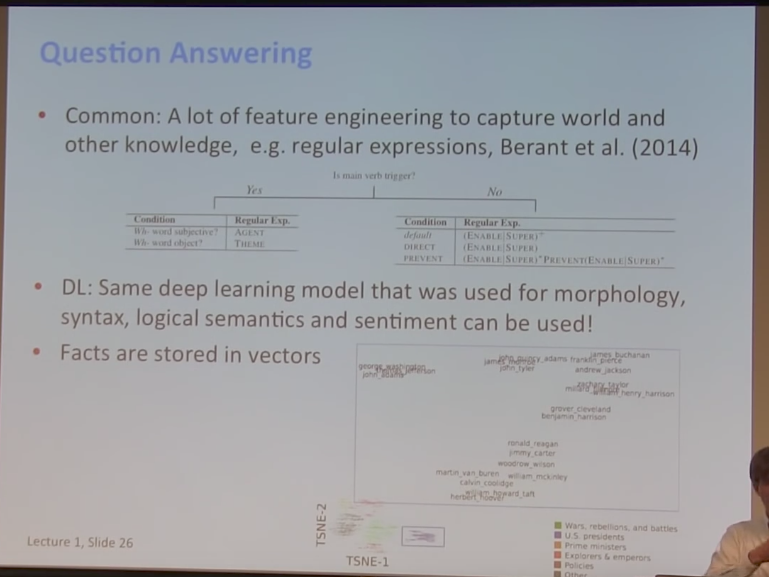 Question Answering
• Common: A lot of feature engineering to capture world and
other knowledge, e.g. regular expressions, Berant et al. (2014)
Is main verb trigger?
Yes No
Condition Regular Exp.
Wh- word subjective? AGENT
Wh- word object? THEME
Condition Regular Exp.
default (ENABLE|SUPER)+
DIRECT (ENABLE|SUPER)
PREVENT (ENABLE|SUPER)*PREVENT(ENABLE|SUPER)*
• DL: Same deep learning model that was used for morphology,
syntax, logical semantics and sentiment can be used!
• Facts are stored in vectors
george_washington
john_adams
john_quincy_adams
franklin_pierce
james_buchanan
john_tyler
andrew_jackson
zachary_taylor
william_henry_harrison
grover_cleveland
benjamin_harrison
ronald_reagan
jimmy_carter
woodrow_wilson
martin_van_buren
william_mckinley
calvin_coolidge
william_howard_taft
herbert_hoover
TSNE-2
TSNE-1
Wars, rebellions, and battles
U.S. presidents
Prime ministers
Explorers & emperors
Policies
Other
Lecture 1, Slide 26